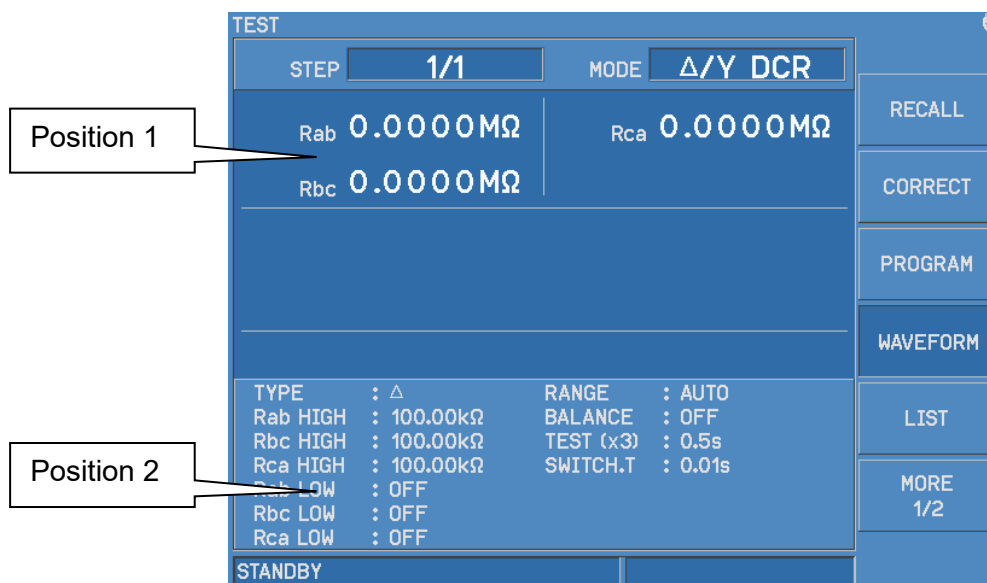 TEST
STEP 1/1 MODE Δ/Y DCR
Position 1
Rab 0.0000MΩ Rca 0.0000MΩ
Rbc 0.0000MΩ
RECALL
CORRECT
PROGRAM
WAVEFORM
LIST
MORE
1/2
Position 2
TYPE : Δ RANGE : AUTO
Rab HIGH : 100.00kΩ BALANCE : OFF
Rbc HIGH : 100.00kΩ TEST (x3) : 0.5s
Rca HIGH : 100.00kΩ SWITCH.T : 0.01s
Rab LOW : OFF
Rbc LOW : OFF
Rca LOW : OFF
STANDBY